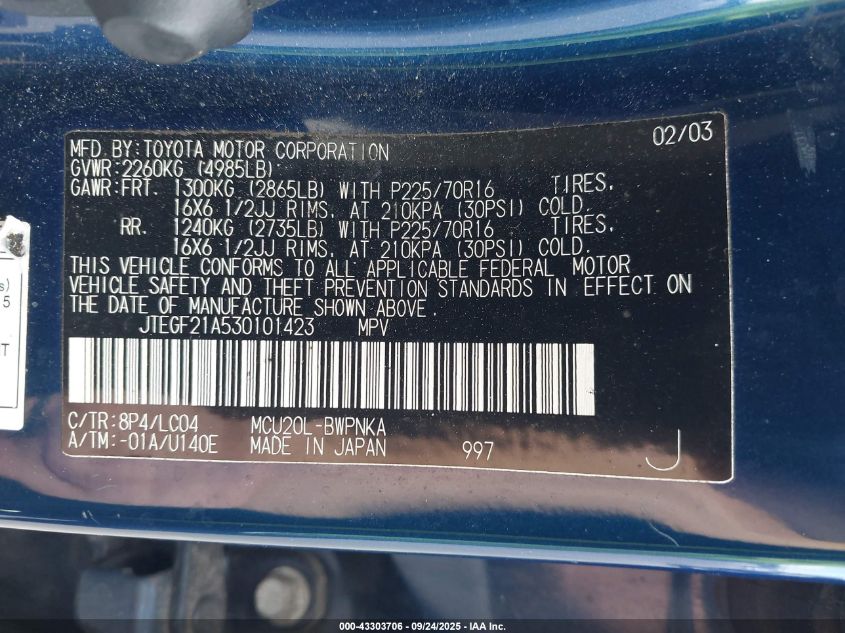 02/03
MFD BY:TOYOTA MOTOR CORPORATION
GVWR:2260KG (4985LB)
GAWR:FRT. 1300KG (2865LB) WITH P225/70R16 TIRES,
16X6 1/2JJ RIMS, AT 210KPA (30PSI) COLD.
RR. 1240KG (2735LB) WITH P225/70R16 TIRES,
16X6 1/2JJ RIMS, AT 210KPA (30PSI) COLD.
THIS VEHICLE CONFORMS TO ALL APPLICABLE FEDERAL MOTOR
VEHICLE SAFETY AND THEFT PREVENTION STANDARDS IN EFFECT ON
THE DATE OF MANUFACTURE SHOWN ABOVE.
JTEGF21A530101423 MPV
C/TR:8P4/LC04 MCU20L-BWPNKA
A/TM:-01A/U140E MADE IN JAPAN 997 J
s)
5
T
000-43303706 - 09/24/2025 - IAA Inc.